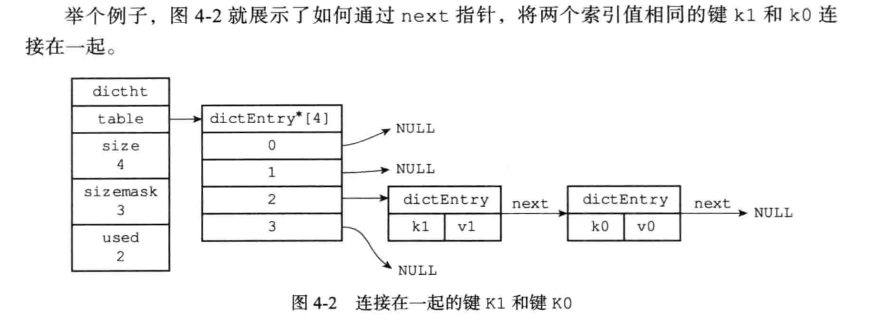 举个例子，图 4-2 就展示了如何通过 next 指针，将两个索引值相同的键 k1 和 k0 连
接在一起。
dictht
table
size
4
sizemask
3
used
2
dictEntry*[4]
0
1
2
3
NULL
NULL
dictEntry
k1 v1
next
dictEntry
k0 v0
next
NULL
NULL
图 4-2 连接在一起的键 K1 和键 K0